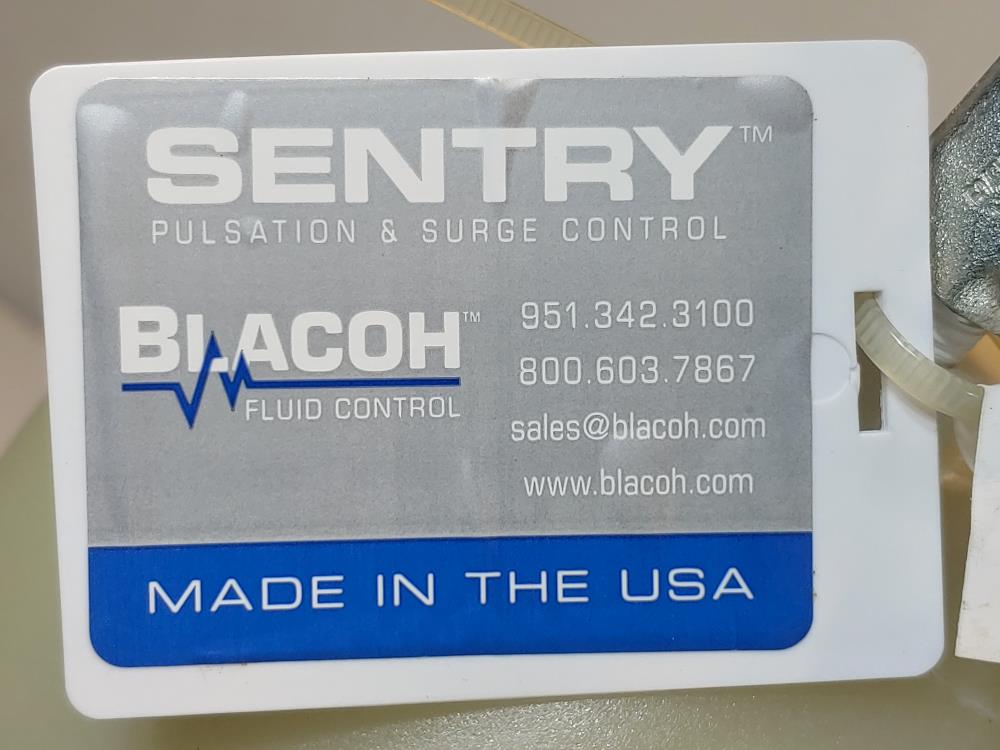 SENTRY™
PULSATION & SURGE CONTROL
BLACOH™
FLUID CONTROL
951.342.3100
800.603.7867
sales@blacoh.com
www.blacoh.com
MADE IN THE USA